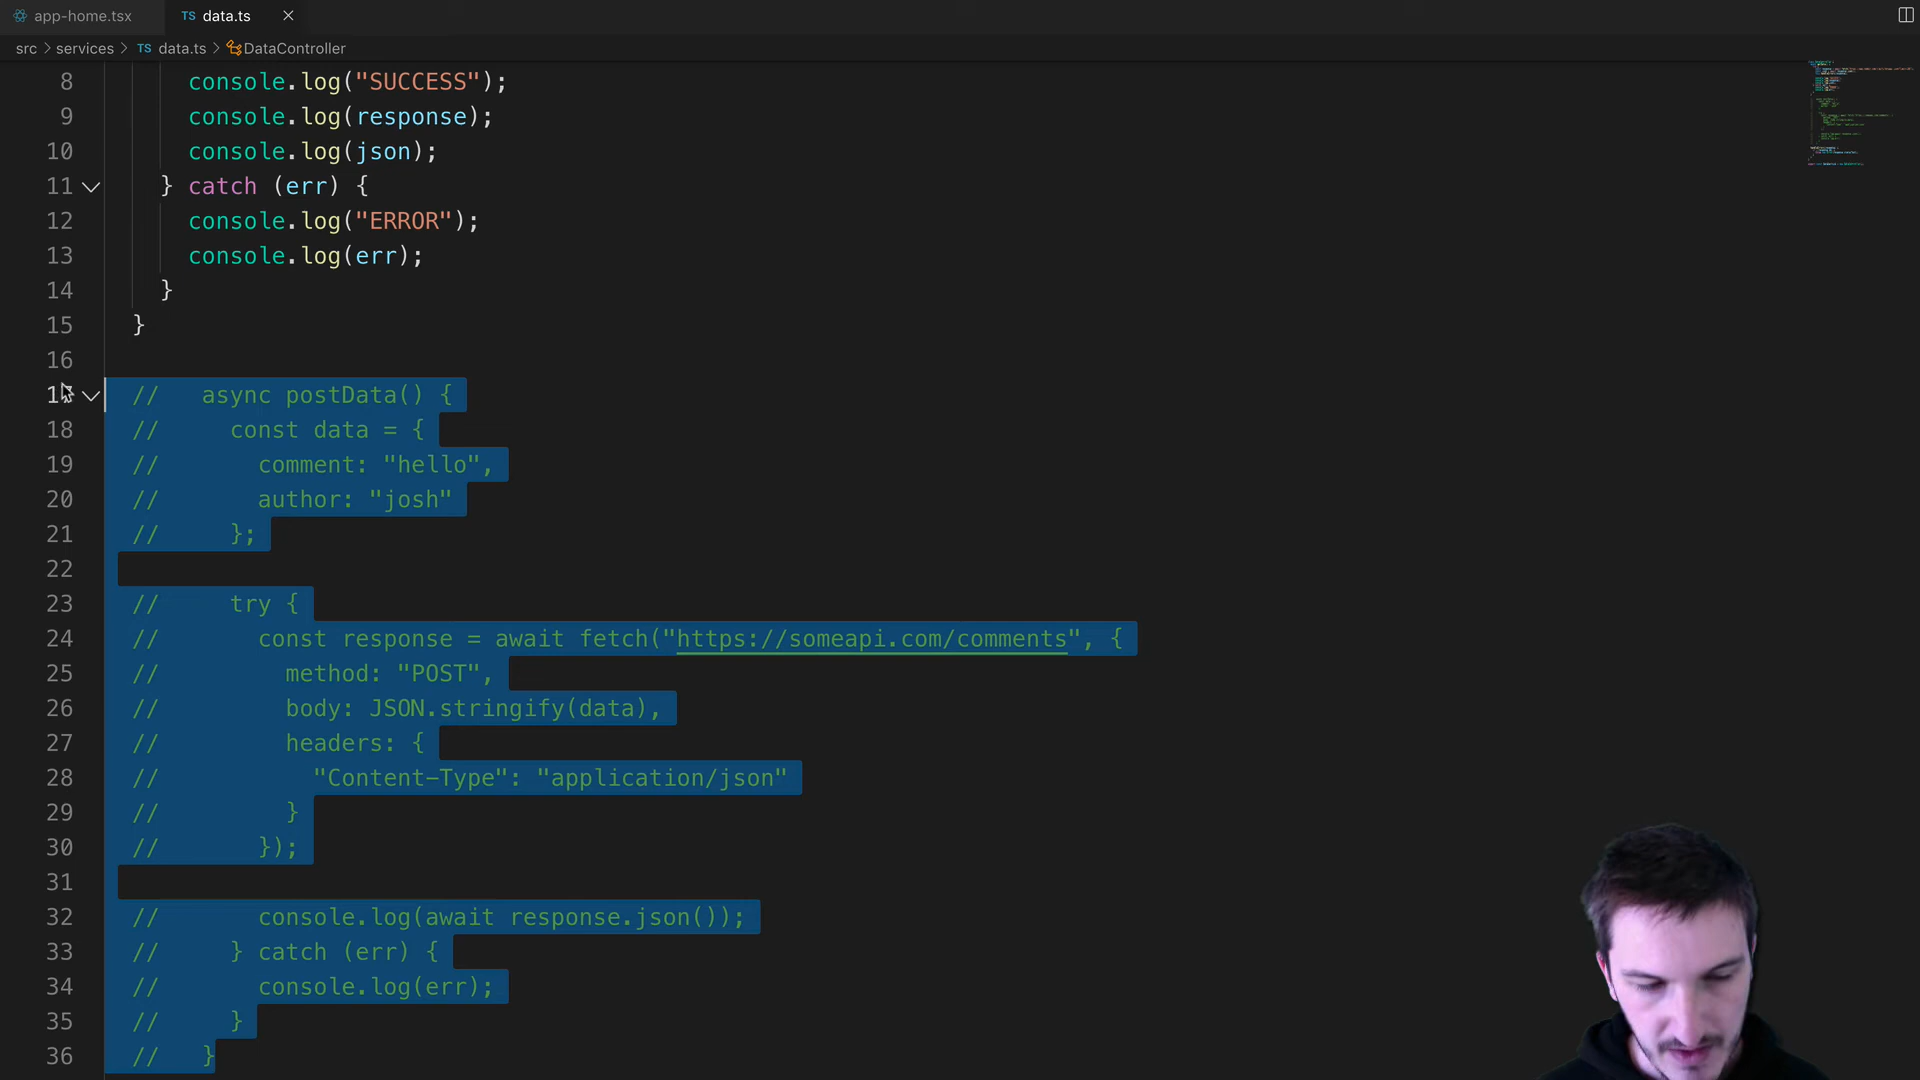 app-home.tsx
TS data.ts
src > services > TS data.ts > DataController
8 console.log("SUCCESS");
9 console.log(response);
10 console.log(json);
11 } catch (err) {
12 console.log("ERROR");
13 console.log(err);
14 }
15 }
16
17 // async postData() {
18 // const data = {
19 // comment: "hello",
20 // author: "josh"
21 // };
22
23 // try {
24 // const response = await fetch("https://someapi.com/comments", {
25 // method: "POST",
26 // body: JSON.stringify(data),
27 // headers: {
28 // "Content-Type": "application/json"
29 // }
30 // });
31
32 // console.log(await response.json());
33 // } catch (err) {
34 // console.log(err);
35 // }
36 // }